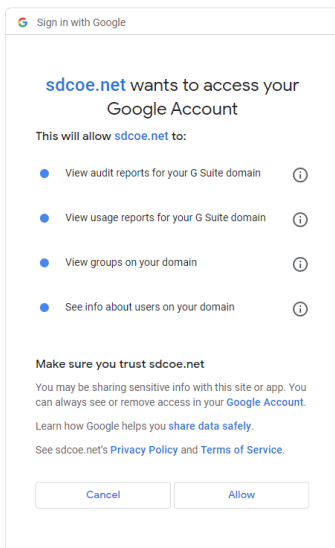 Sign in with Google
sdcoe.net wants to access your
Google Account
This will allow sdcoe.net to:
View audit reports for your G Suite domain
View usage reports for your G Suite domain
View groups on your domain
See info about users on your domain
Make sure you trust sdcoe.net
You may be sharing sensitive info with this site or app. You
can always see or remove access in your Google Account.
Learn how Google helps you share data safely.
See sdcoe.net's Privacy Policy and Terms of Service.
Cancel
Allow